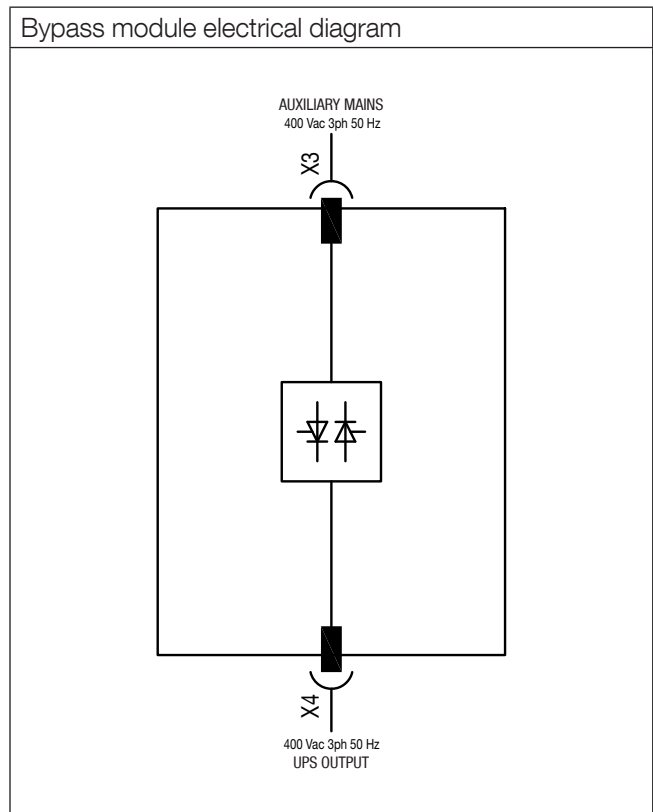 Bypass module electrical diagram
AUXILIARY MAINS
400 Vac 3ph 50 Hz
X3
X4
400 Vac 3ph 50 Hz
UPS OUTPUT